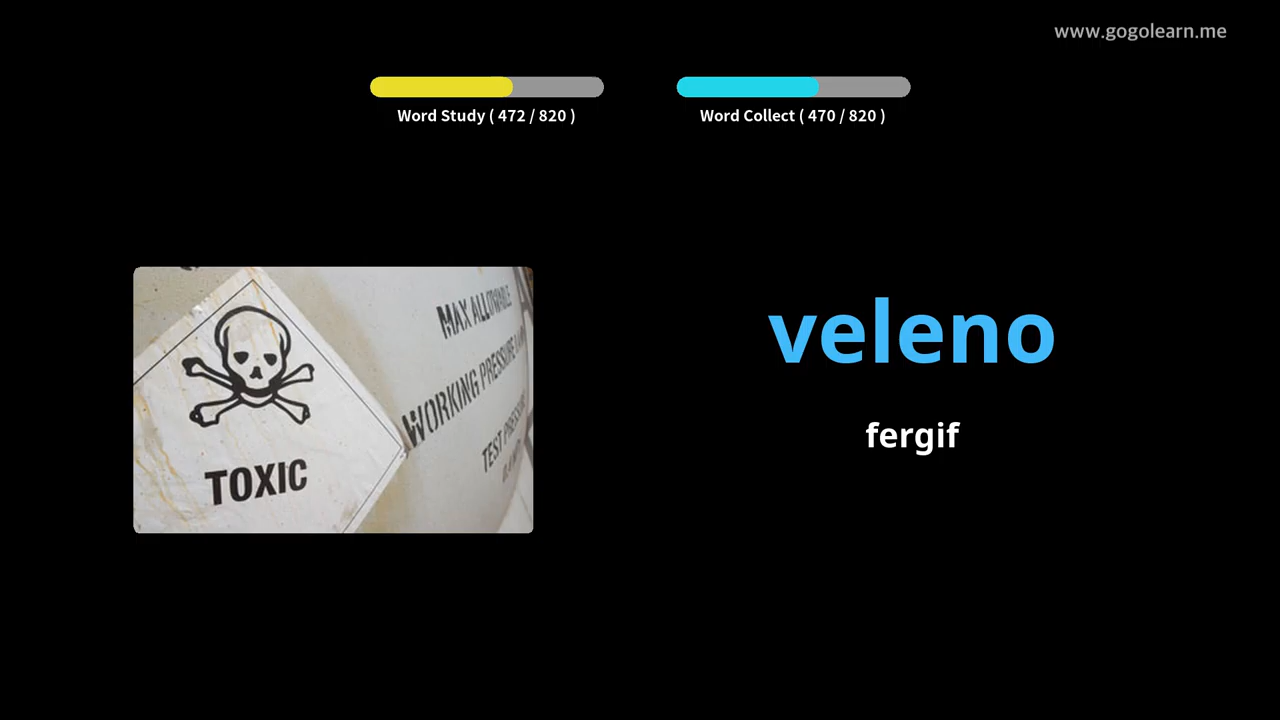 www.gogolearn.me
Word Study ( 472 / 820 )
Word Collect ( 470 / 820 )
MAX ALLOWABLE
WORKING PRESSURE
TEST PRESSURE
TOXIC
veleno
fergif